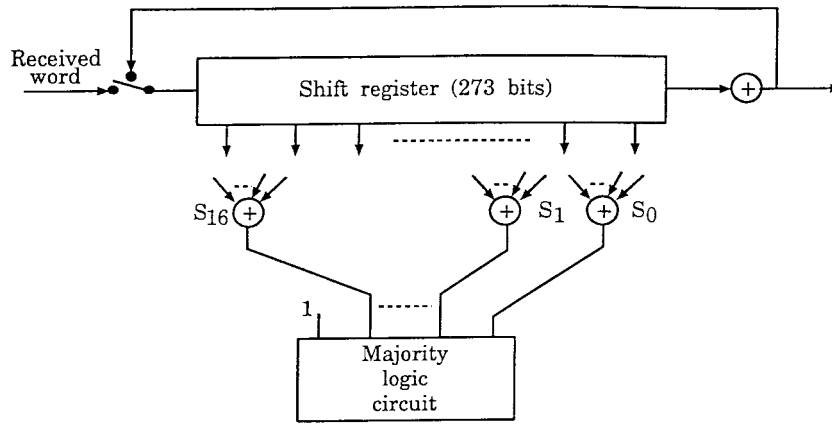 Received
word
Shift register (273 bits)
+
S16
+
+
S1
+
S0
1
Majority
logic
circuit